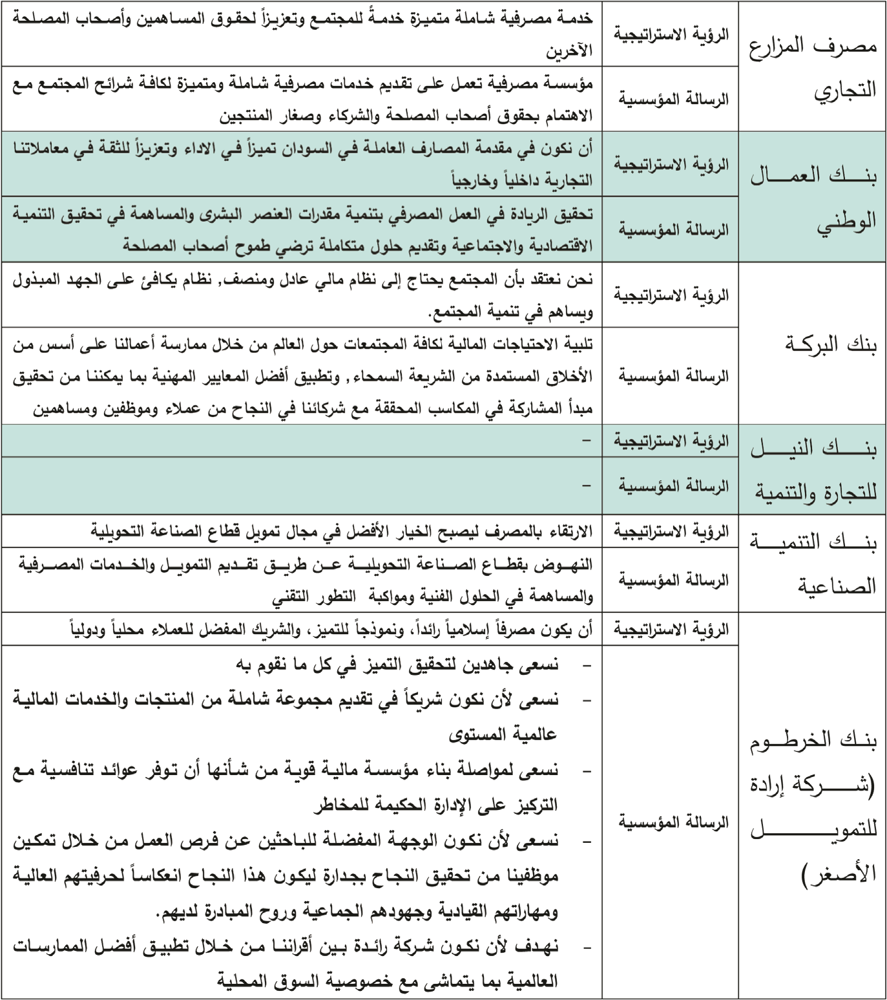 مصرف المزارع
التجاري
الرؤية الاستراتيجية
خدمة مصرفية شاملة متميزة خدمةً للمجتمع وتعزيزاً لحقوق المساهمين وأصحاب المصلحة
الآخرين
الرسالة المؤسسية
مؤسسة مصرفية تعمل على تقديم خدمات مصرفية شاملة ومتميزة لكافة شرائح المجتمع مع
الاهتمام بحقوق أصحاب المصلحة والشركاء وصغار المنتجين
بنك العمال
الوطني
الرؤية الاستراتيجية
أن نكون في مقدمة المصارف العاملة في السودان تميزاً في الاداء وتعزيزاً للثقة في معاملاتنا
التجارية داخلياً وخارجياً
الرسالة المؤسسية
تحقيق الريادة في العمل المصرفي بتنمية مقدرات العنصر البشرى والمساهمة في تحقيق التنمية
الاقتصادية والاجتماعية وتقديم حلول متكاملة ترضي طموح أصحاب المصلحة
بنك البركة
الرؤية الاستراتيجية
نحن نعتقد بأن المجتمع يحتاج إلى نظام مالي عادل ومنصف, نظام يكافئ على الجهد المبذول
ويساهم في تنمية المجتمع.
الرسالة المؤسسية
تلبية الاحتياجات المالية لكافة المجتمعات حول العالم من خلال ممارسة أعمالنا على أسس من
الأخلاق المستمدة من الشريعة السمحاء, وتطبيق أفضل المعايير المهنية بما يمكننا من تحقيق
مبدأ المشاركة في المكاسب المحققة مع شركائنا في النجاح من عملاء وموظفين ومساهمين
بنك النيل
للتجارة والتنمية
الرؤية الاستراتيجية
–
الرسالة المؤسسية
–
بنك التنمية
الصناعية
الرؤية الاستراتيجية
الارتقاء بالمصرف ليصبح الخيار الأفضل في مجال تمويل قطاع الصناعة التحويلية
الرسالة المؤسسية
النهوض بقطاع الصناعة التحويلية عن طريق تقديم التمويل والخدمات المصرفية
والمساهمة في الحلول الفنية ومواكبة التطور التقني
بنك الخرطوم
(شركة إرادة
للتمويل
الأصغر)
الرؤية الاستراتيجية
أن يكون مصرفاً إسلامياً رائداً، ونموذجاً للتميز، والشريك المفضل للعملاء محلياً ودولياً
الرسالة المؤسسية
– نسعى جاهدين لتحقيق التميز في كل ما نقوم به
– نسعى لأن نكون شريكاً في تقديم مجموعة شاملة من المنتجات والخدمات المالية
عالمية المستوى
– نسعى لمواصلة بناء مؤسسة مالية قوية من شأنها أن توفر عوائد تنافسية مع
التركيز على الإدارة الحكيمة للمخاطر
– نسعى لأن نكون الوجهة المفضلة للباحثين عن فرص العمل من خلال تمكين
موظفينا من تحقيق النجاح بجدارة ليكون هذا النجاح انعكاساً لحرفيتهم العالية
ومهاراتهم القيادية وجهودهم الجماعية وروح المبادرة لديهم.
– نهدف لأن نكون شركة رائدة بين أقراننا من خلال تطبيق أفضل الممارسات
العالمية بما يتماشى مع خصوصية السوق المحلية